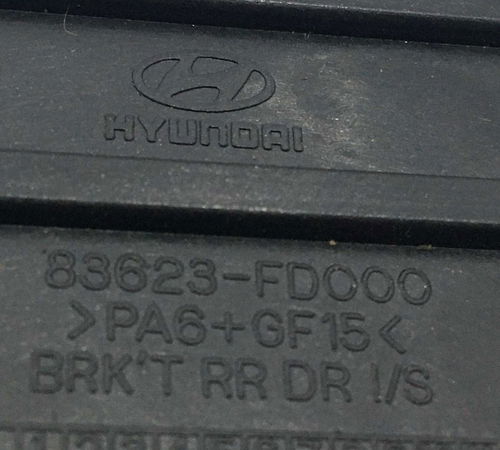 HYUNDAI
83623-FD000
>PA6+GF15<
BRK'T RR DR I/S